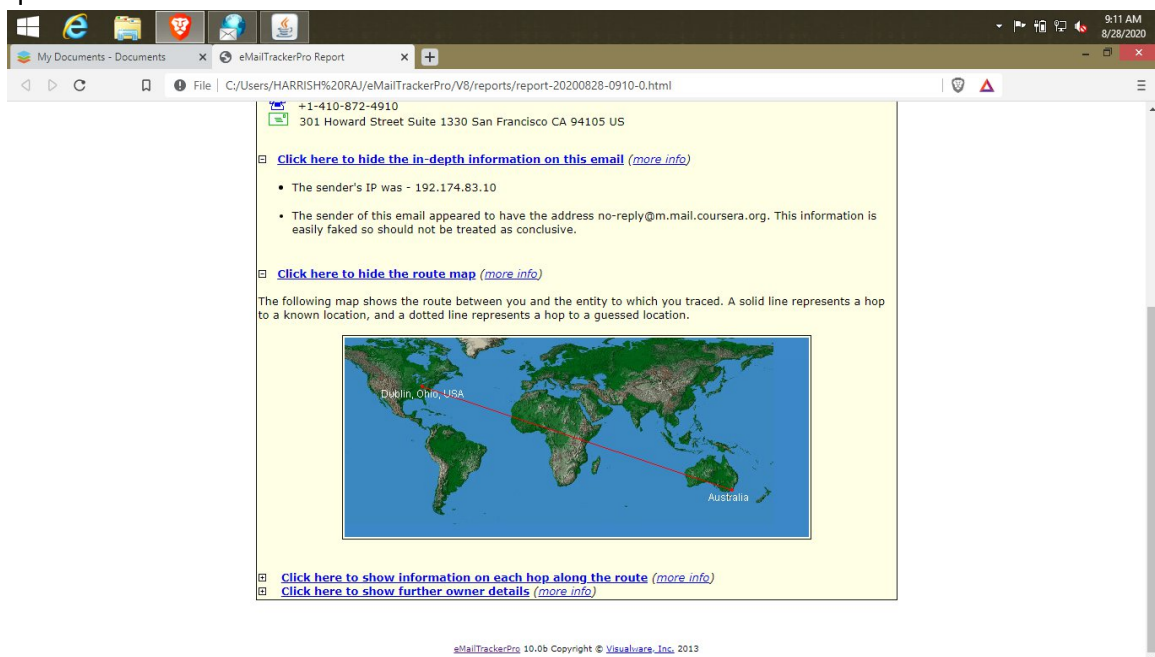 9:11 AM
8/28/2020
My Documents - Documents
eMailTrackerPro Report
File C:/Users/HARRISH%20RAJ/eMailTrackerPro/V8/reports/report-20200828-0910-0.html
+1-410-872-4910
301 Howard Street Suite 1330 San Francisco CA 94105 US
Click here to hide the in-depth information on this email (more info)
• The sender's IP was - 192.174.83.10
• The sender of this email appeared to have the address no-reply@m.mail.coursera.org. This information is
easily faked so should not be treated as conclusive.
Click here to hide the route map (more info)
The following map shows the route between you and the entity to which you traced. A solid line represents a hop
to a known location, and a dotted line represents a hop to a guessed location.
Dublin, Ohio, USA
Australia
Click here to show information on each hop along the route (more info)
Click here to show further owner details (more info)
eMailTrackerPro 10.0b Copyright © Visualware, Inc. 2013